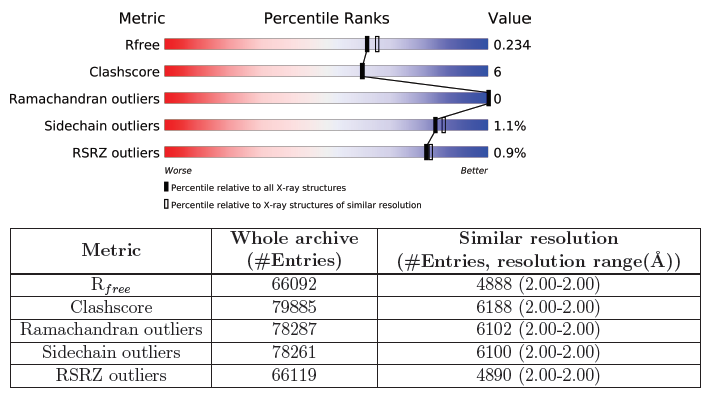 Metric Percentile Ranks Value
Rfree 0.234
Clashscore 6
Ramachandran outliers 0
Sidechain outliers 1.1%
RSRZ outliers 0.9%
Worse Better
Percentile relative to all X-ray structures
Percentile relative to X-ray structures of similar resolution
Metric Whole archive (#Entries) Similar resolution (#Entries, resolution range(Å))
Rfree 66092 4888 (2.00-2.00)
Clashscore 79885 6188 (2.00-2.00)
Ramachandran outliers 78287 6102 (2.00-2.00)
Sidechain outliers 78261 6100 (2.00-2.00)
RSRZ outliers 66119 4890 (2.00-2.00)